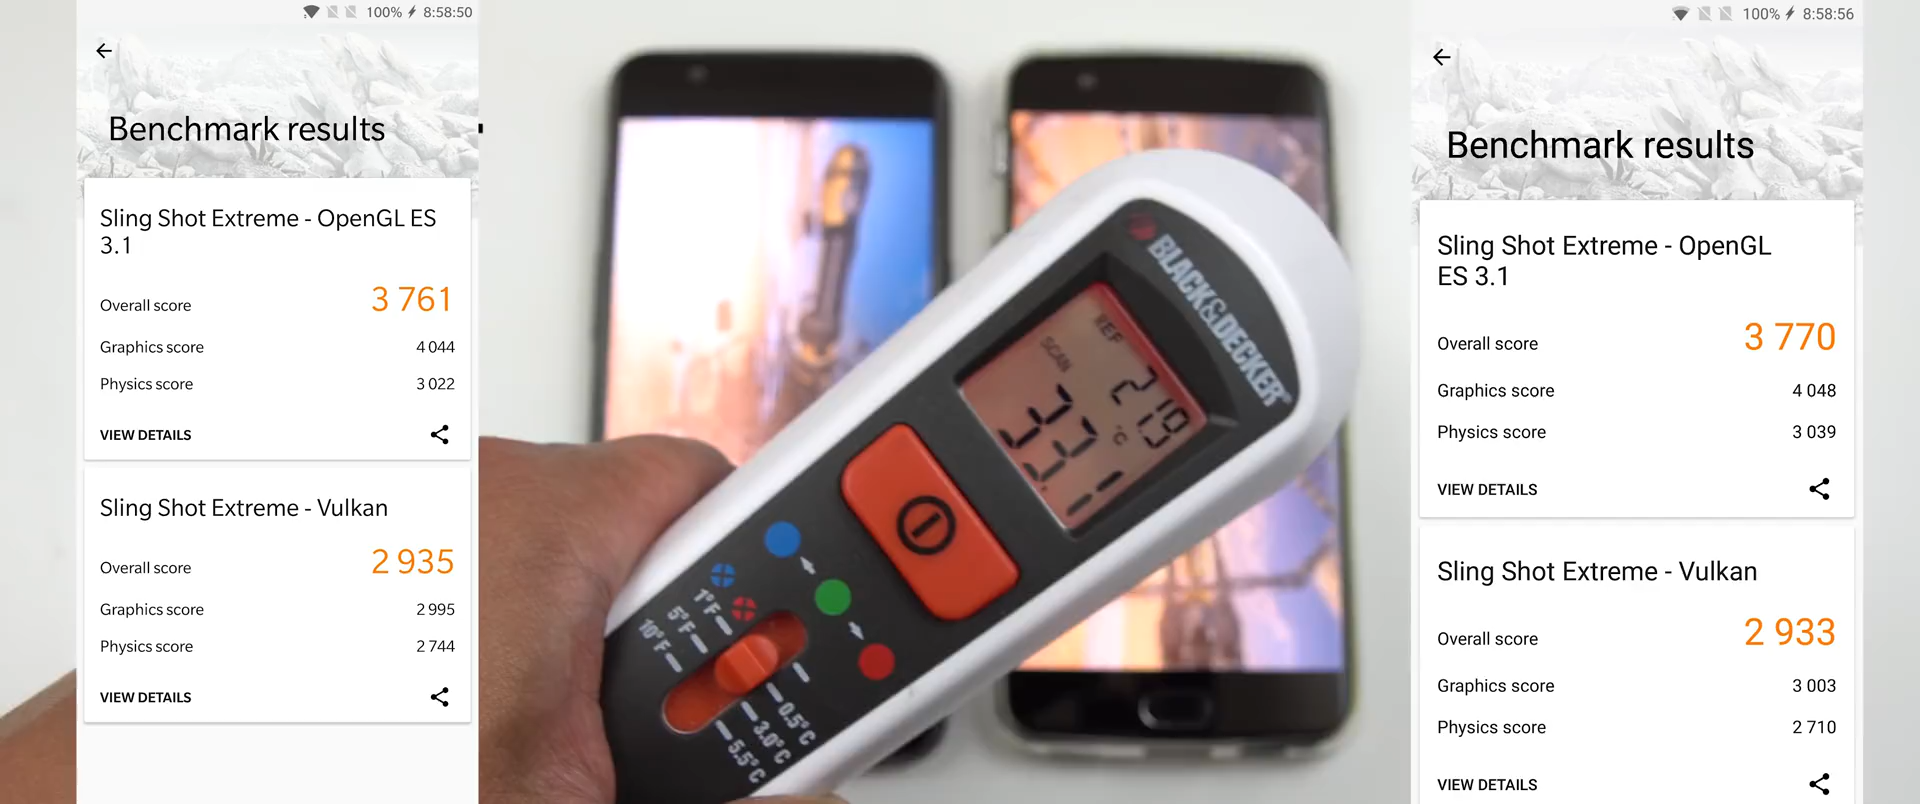 100% 8:58:50
Benchmark results
Sling Shot Extreme - OpenGL ES
3.1
Overall score 3 761
Graphics score 4 044
Physics score 3 022
VIEW DETAILS
Sling Shot Extreme - Vulkan
Overall score 2 935
Graphics score 2 995
Physics score 2 744
VIEW DETAILS
BLACK&DECKER®
REF
21.9
SCAN
°C
33.1
1°F
5°F
10°F
0.5°C
3.0°C
5.5°C
100% 8:58:56
Benchmark results
Sling Shot Extreme - OpenGL
ES 3.1
Overall score 3 770
Graphics score 4 048
Physics score 3 039
VIEW DETAILS
Sling Shot Extreme - Vulkan
Overall score 2 933
Graphics score 3 003
Physics score 2 710
VIEW DETAILS